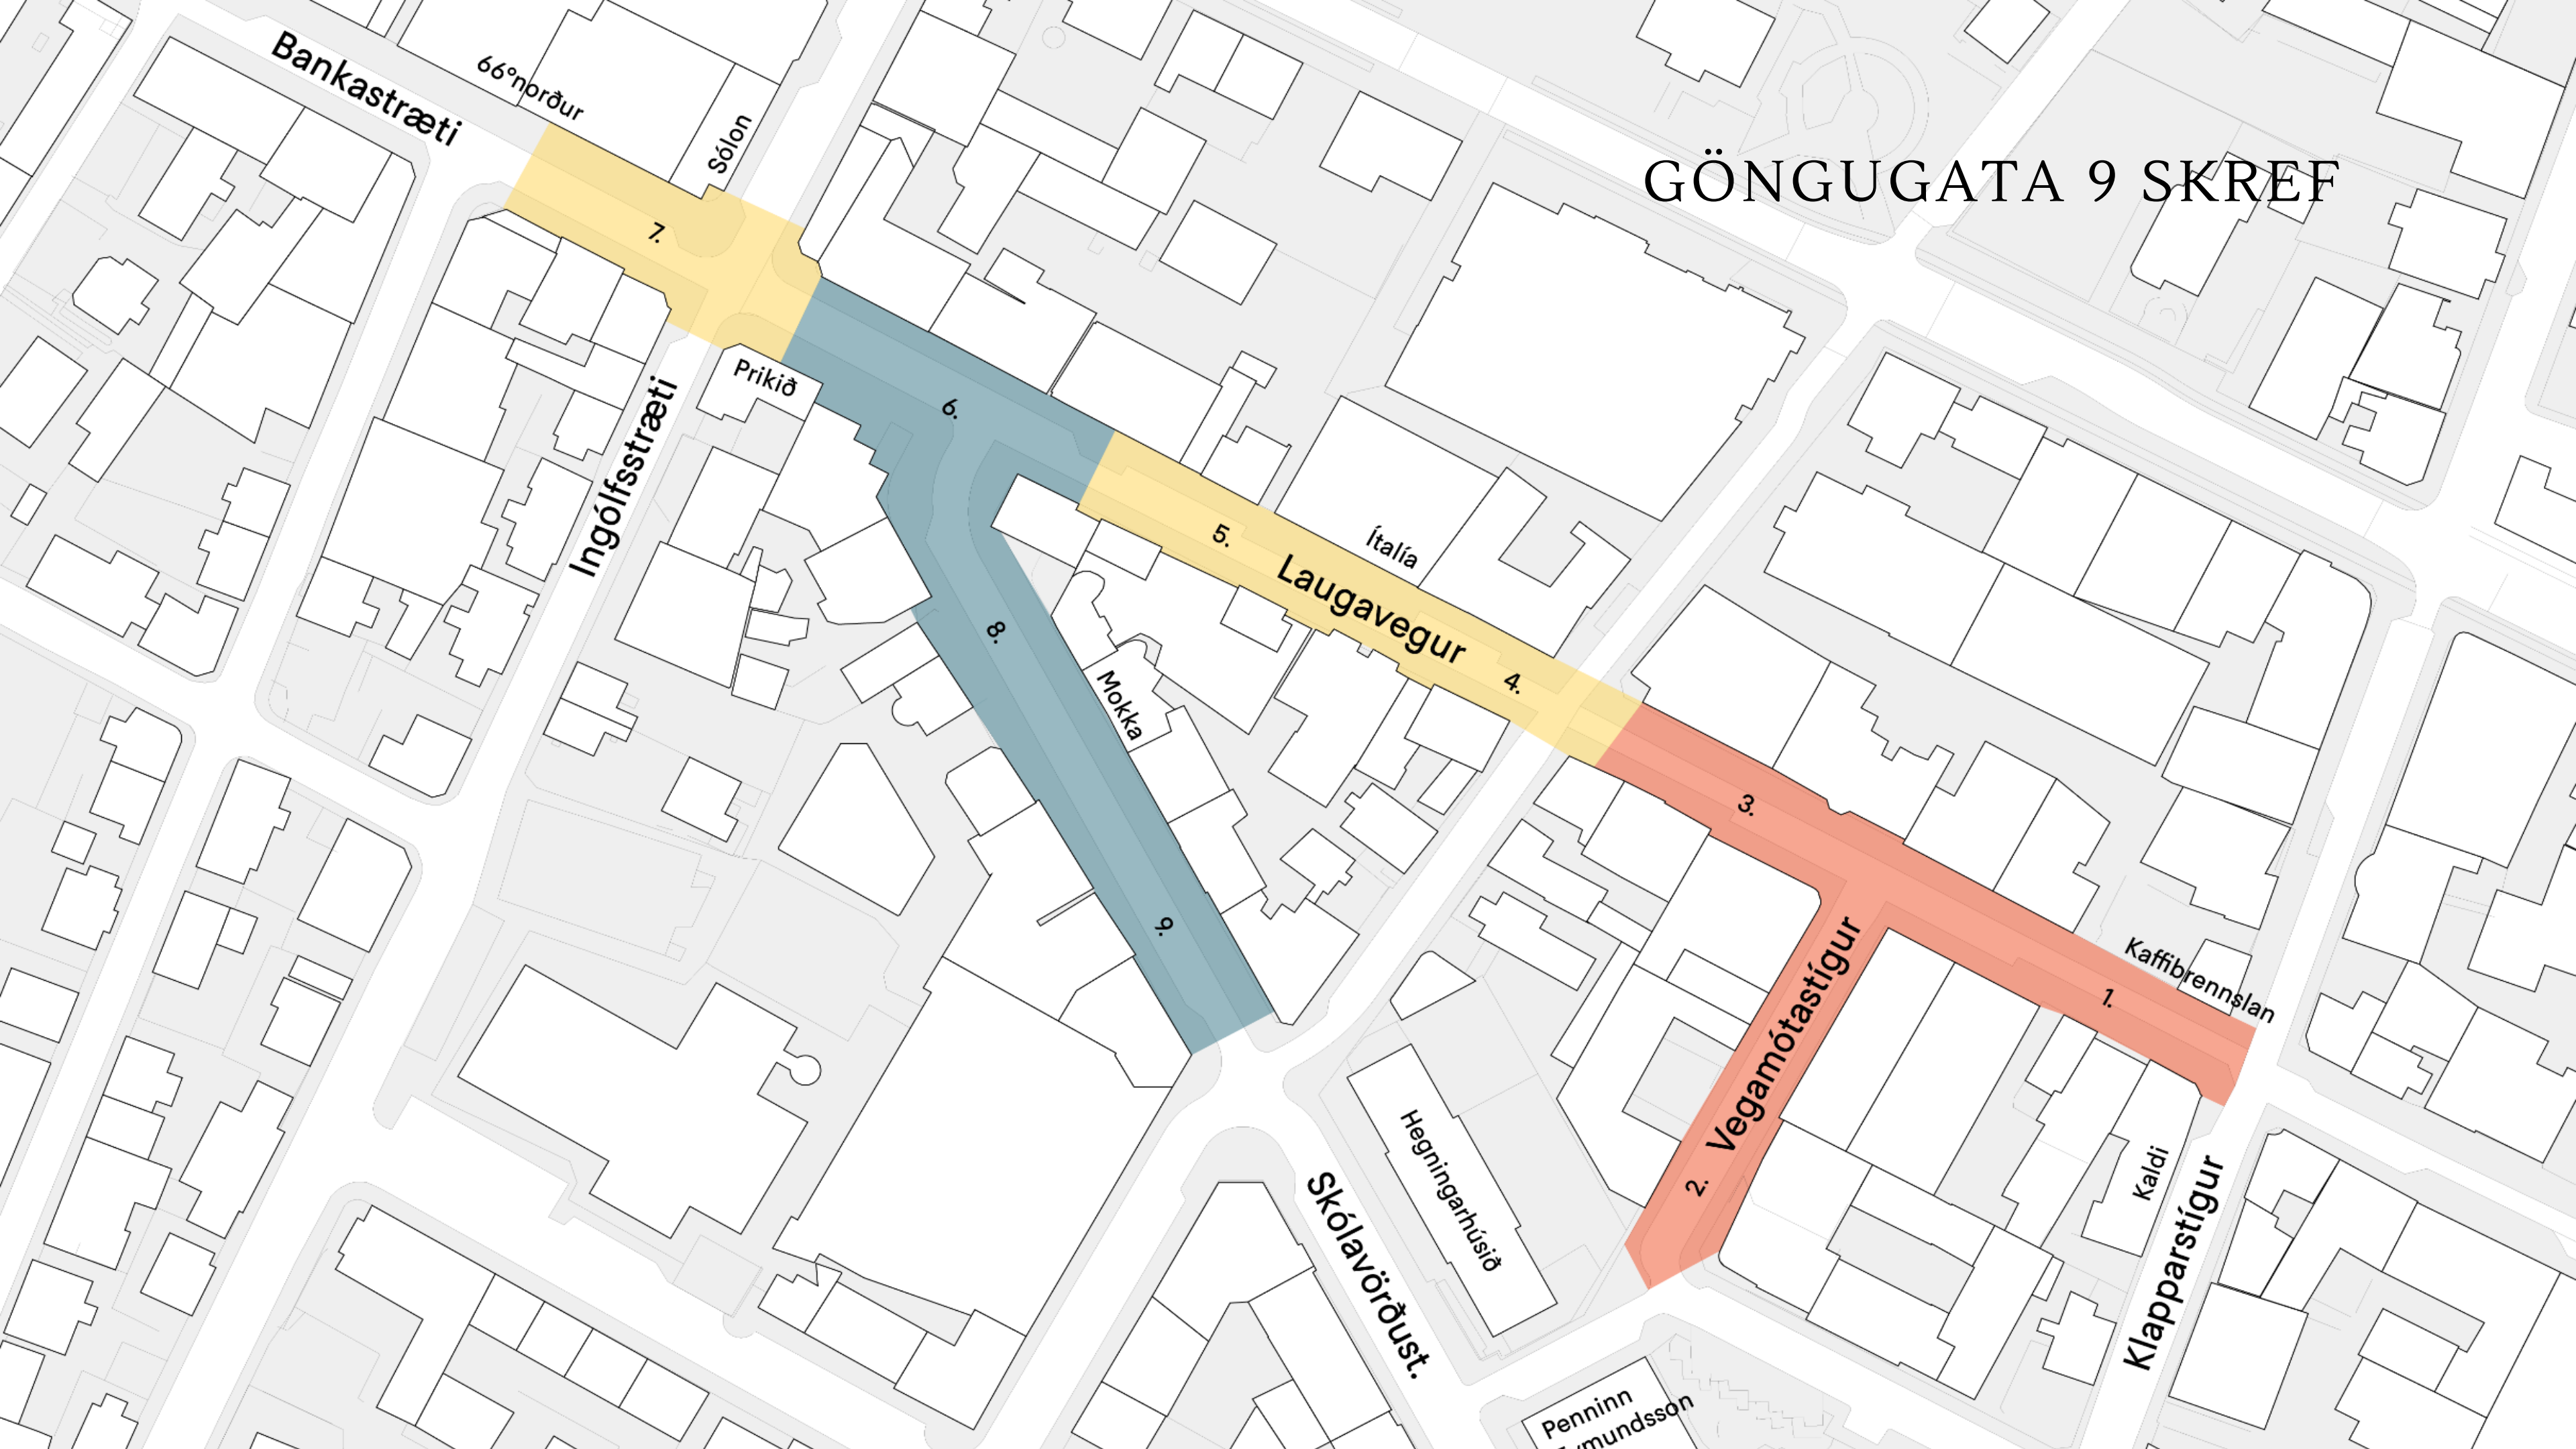 Bankastræti
66°norður
Sólon
GÖNGUGATA 9 SKREF
7.
Prikið
Ingólfsstræti
6.
5.
Ítalía
Laugavegur
4.
8.
Mokka
3.
9.
Vegamótastígur
Kaffibrennslan
1.
2.
Hegningarhúsið
Skólavörðust.
Kaldi
Klapparstígur
Penninn